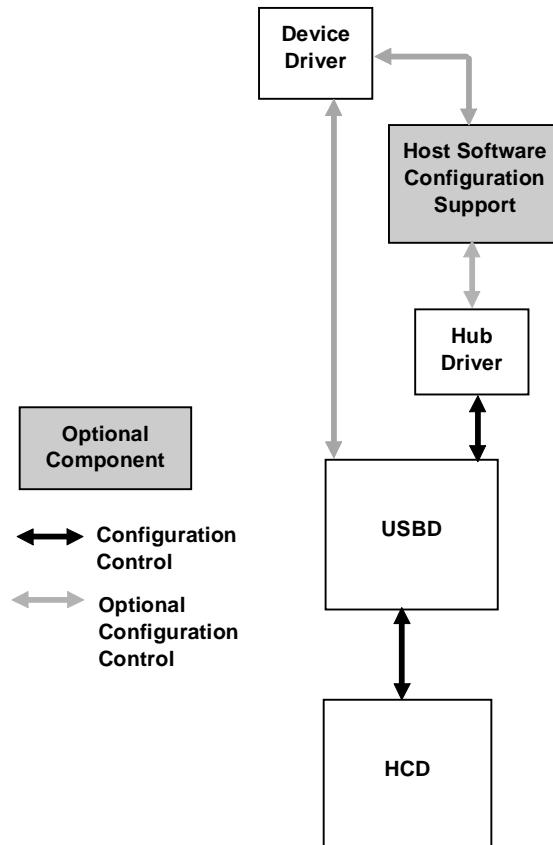 Device
Driver
Host Software
Configuration
Support
Hub
Driver
Optional
Component
USBD
Configuration
Control
Optional
Configuration
Control
HCD